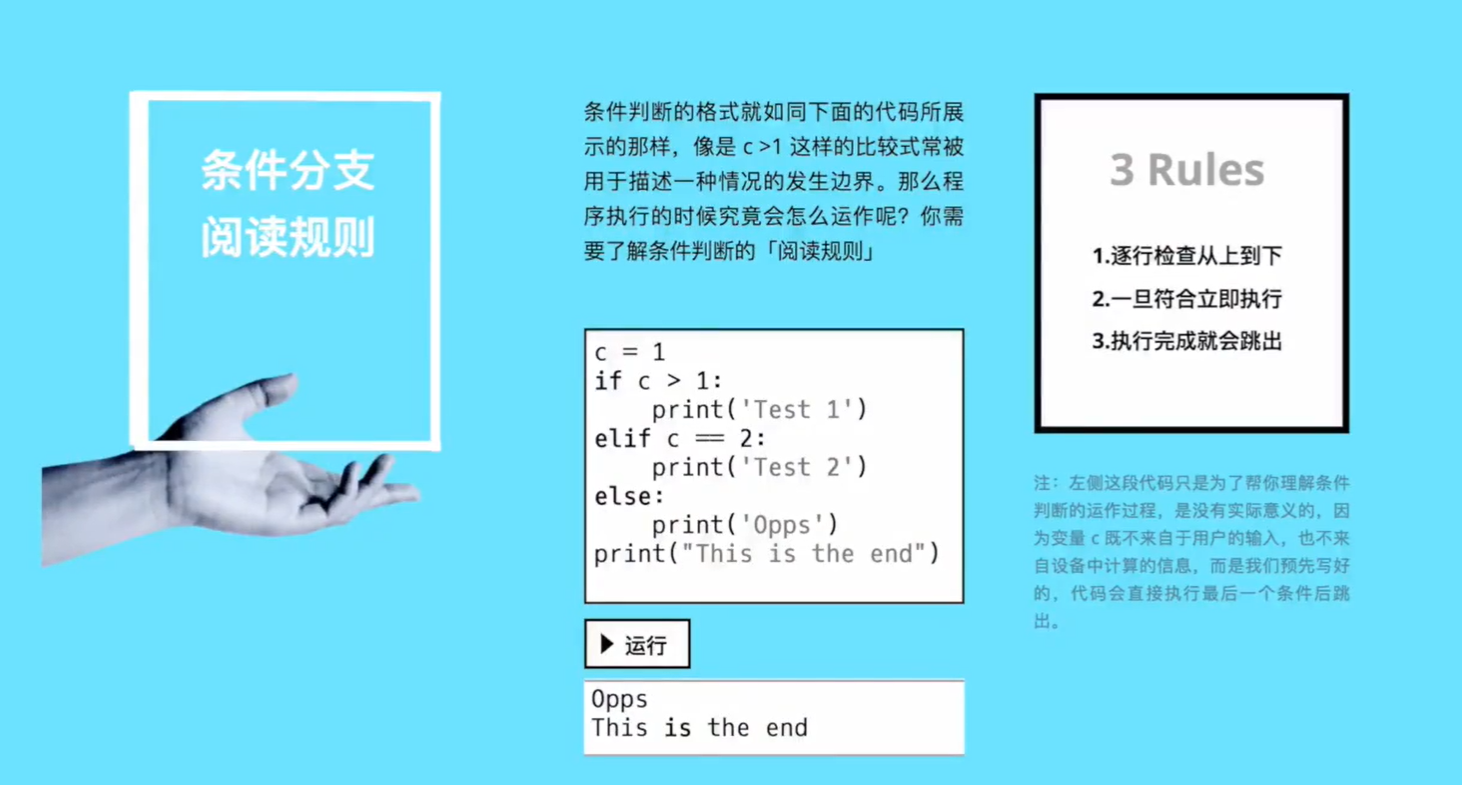 条件分支
阅读规则
条件判断的格式就如同下面的代码所展
示的那样，像是 c >1 这样的比较式常被
用于描述一种情况的发生边界。那么程
序执行的时候究竟会怎么运作呢？你需
要了解条件判断的「阅读规则」
c = 1
if c > 1:
    print('Test 1')
elif c == 2:
    print('Test 2')
else:
    print('Opps')
print("This is the end")
运行
Opps
This is the end
3 Rules
1.逐行检查从上到下
2.一旦符合立即执行
3.执行完成就会跳出
注：左侧这段代码只是为了帮你理解条件
判断的运作过程，是没有实际意义的，因
为变量 c 既不来自于用户的输入，也不来
自设备中计算的信息，而是我们预先写好
的，代码会直接执行最后一个条件后跳
出。